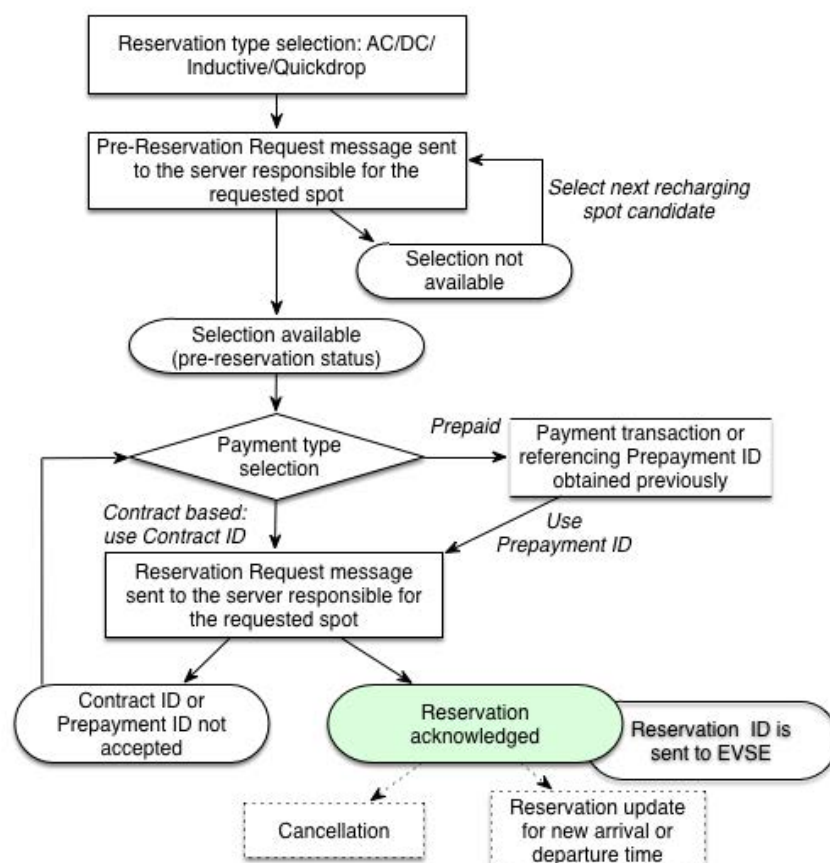 Reservation type selection: AC/DC/
Inductive/Quickdrop
Pre-Reservation Request message sent
to the server responsible for the
requested spot
Select next recharging
spot candidate
Selection not
available
Selection available
(pre-reservation status)
Payment type
selection
Prepaid
Payment transaction or
referencing Prepayment ID
obtained previously
Contract based:
use Contract ID
Use
Prepayment ID
Reservation Request message
sent to the server responsible for
the requested spot
Contract ID or
Prepayment ID not
accepted
Reservation
acknowledged
Reservation ID is
sent to EVSE
Cancellation
Reservation update
for new arrival or
departure time